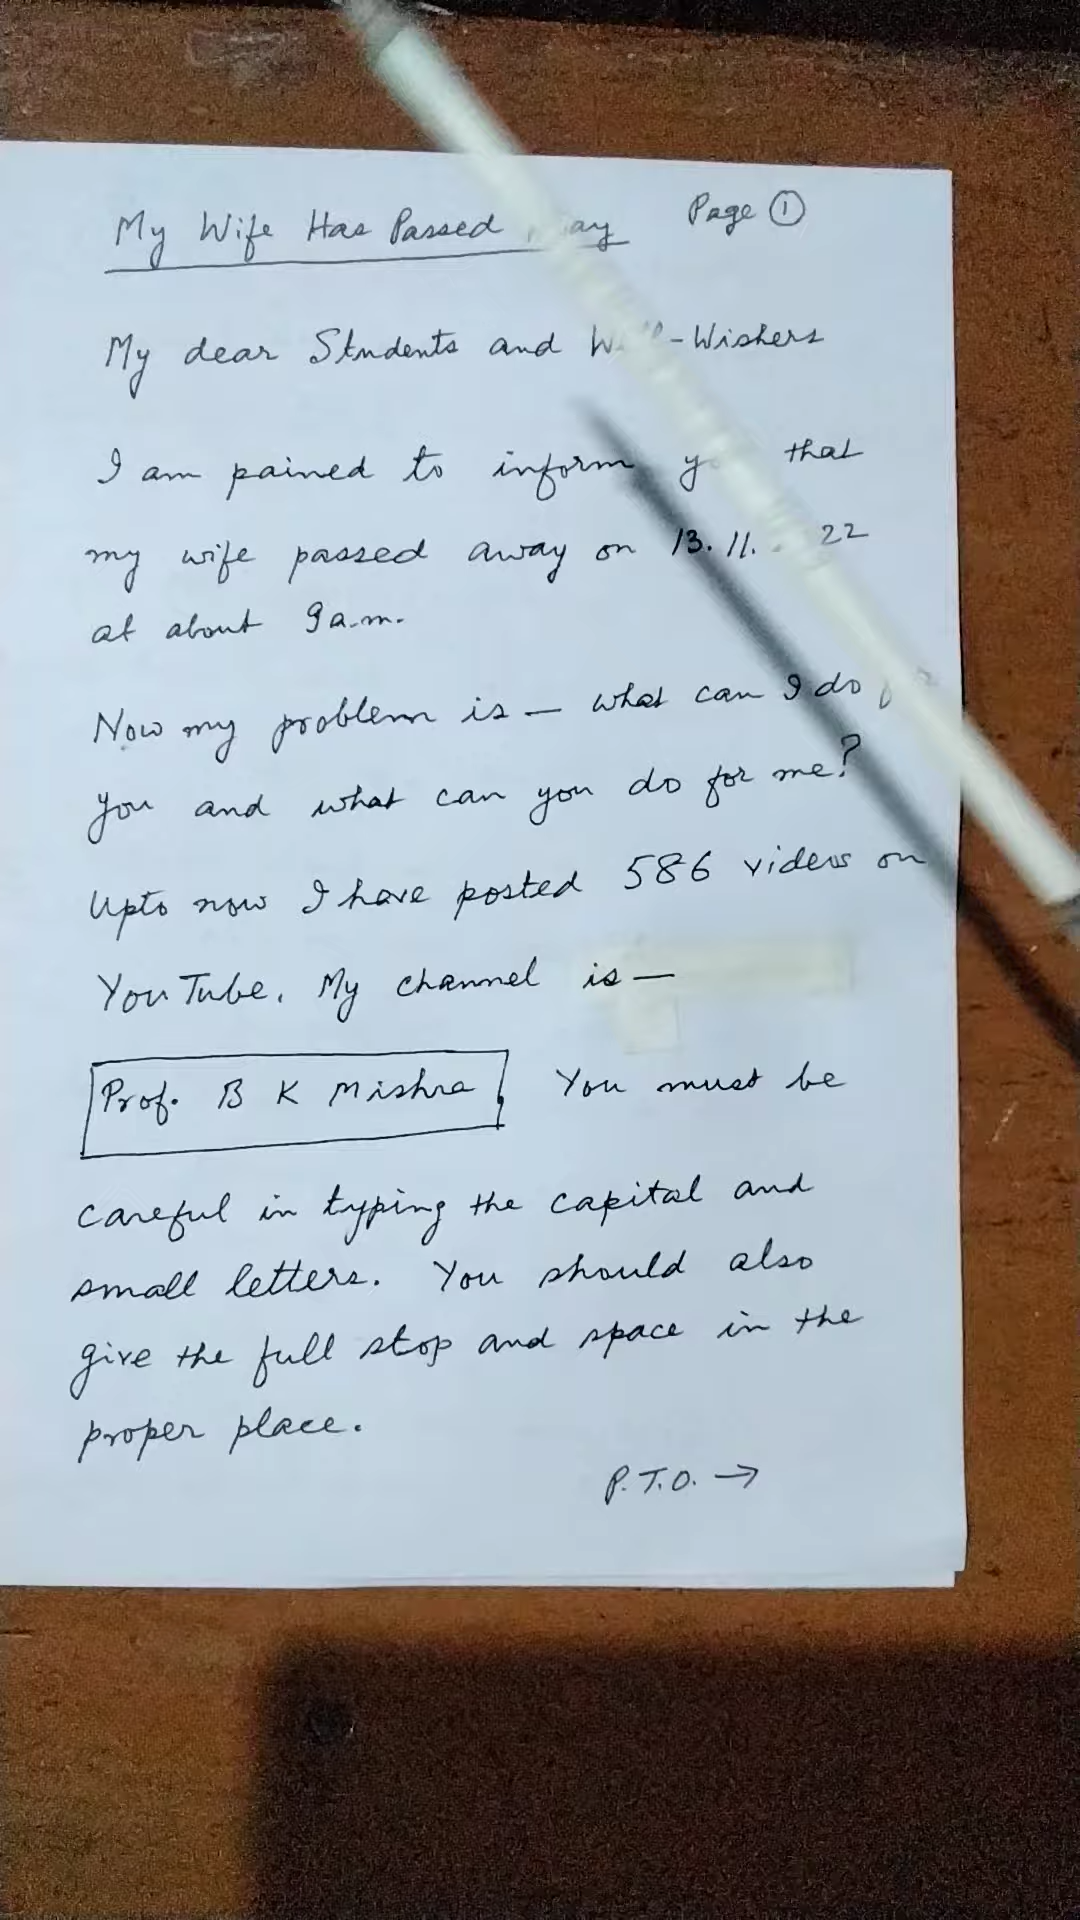 My Wife Has Passed Page 1
My dear Students and -Wishers
I am pained to inform that
my wife passed away on 13.11. 22
at about 9 a.m.
Now my problem is — what can I do
you and what can you do for me?
Upto now I have posted 586 videos on
YouTube. My channel is —
Prof. B K Mishra. You must be
careful in typing the capital and
small letters. You should also
give the full stop and space in the
proper place.
P.T.O. →